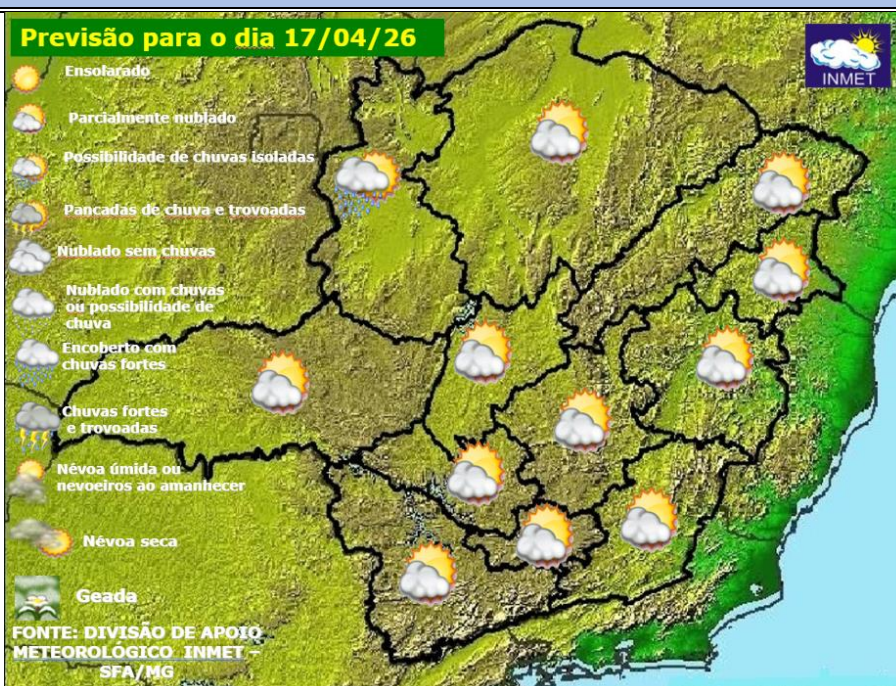 Previsão para o dia 17/04/26
INMET
Ensolarado
Parcialmente nublado
Possibilidade de chuvas isoladas
Pancadas de chuva e trovoadas
Nublado sem chuvas
Nublado com chuvas
ou possibilidade de
chuva
Encoberto com
chuvas fortes
Chuvas fortes
e trovoadas
Névoa úmida ou
nevoeiros ao amanhecer
Névoa seca
Geada
FONTE: DIVISÃO DE APOIO
METEOROLÓGICO INMET –
SFA/MG